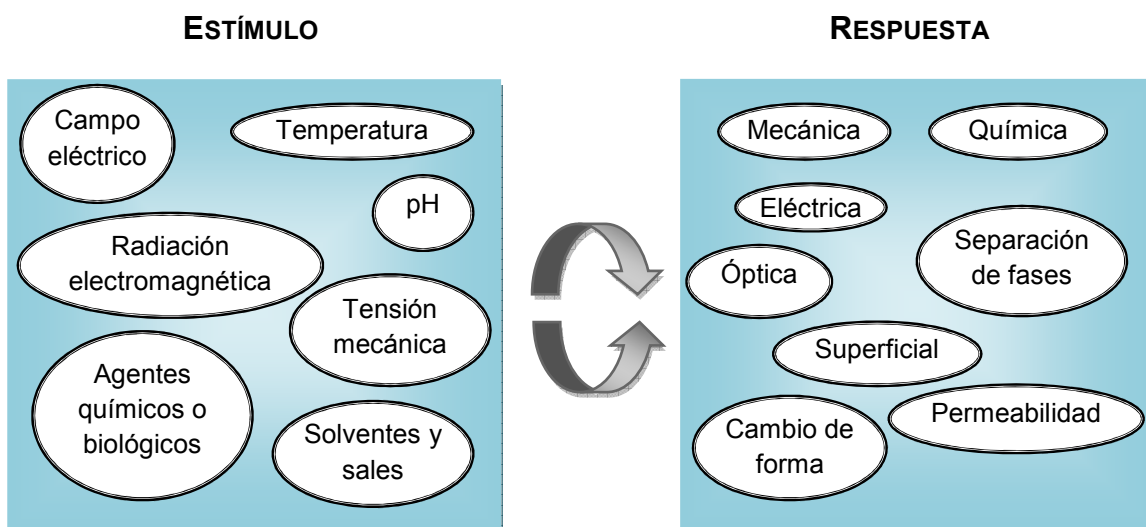 ESTÍMULO
Campo
eléctrico
Temperatura
pH
Radiación
electromagnética
Tensión
mecánica
Agentes
químicos o
biológicos
Solventes y
sales
RESPUESTA
Mecánica
Química
Eléctrica
Separación
de fases
Óptica
Superficial
Permeabilidad
Cambio de
forma